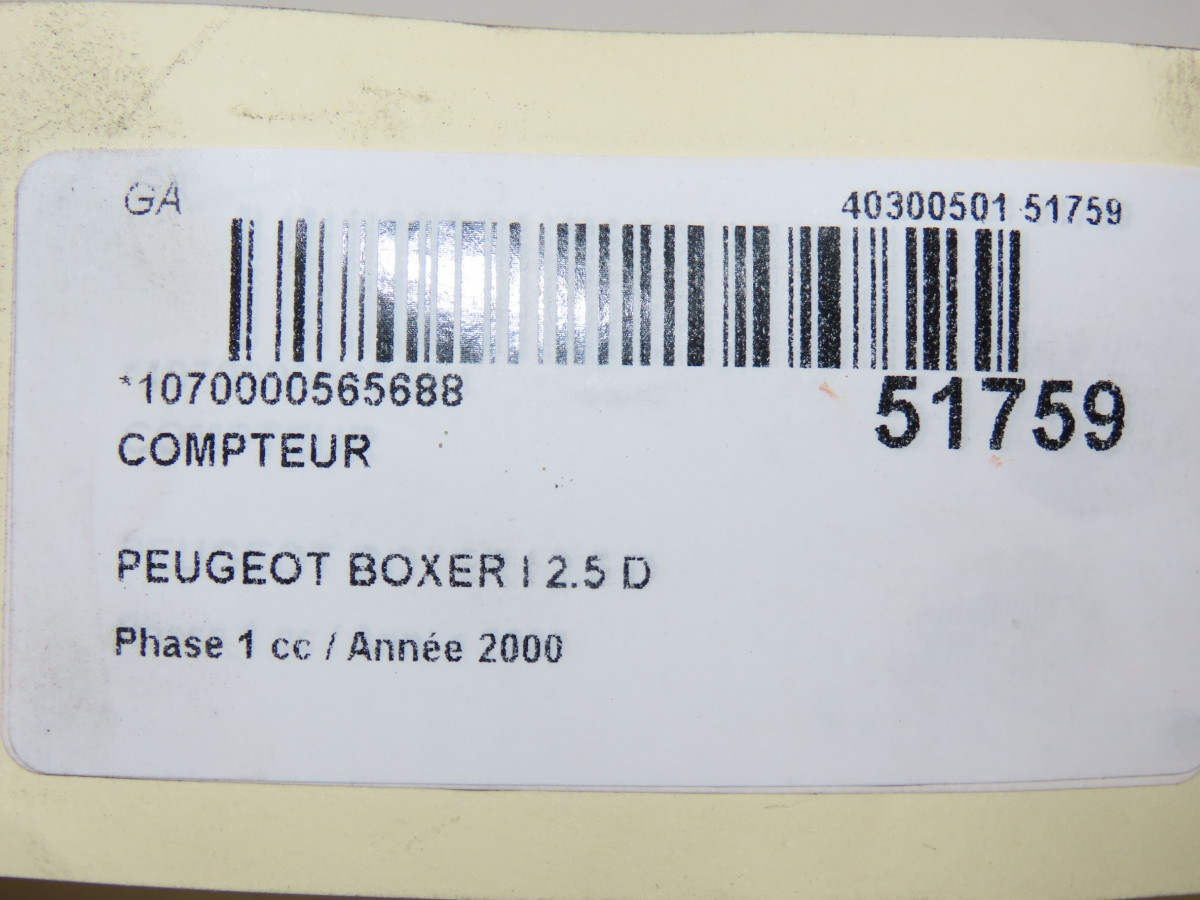 GA
40300501 51759
*1070000565688
51759
COMPTEUR
PEUGEOT BOXER I 2.5 D
Phase 1 cc / Année 2000